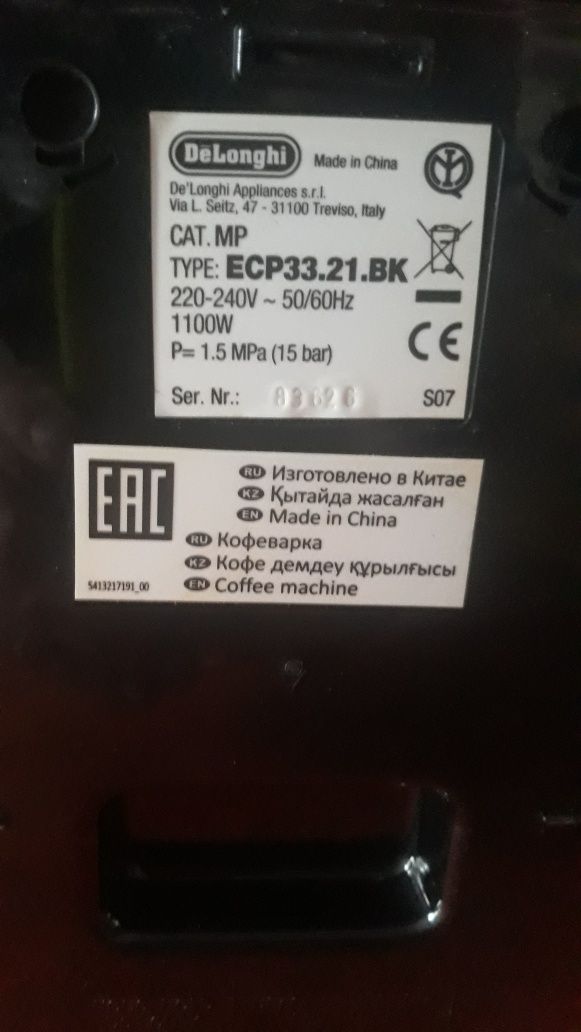 DeLonghi Made in China
De'Longhi Appliances s.r.l.
Via L. Seitz, 47 - 31100 Treviso, Italy
CAT. MP
TYPE: ECP33.21.BK
220-240V ~ 50/60Hz
1100W
P= 1.5 MPa (15 bar)
CE
Ser. Nr.: S07
EAC
RU Изготовлено в Китае
KZ Қытайда жасалған
EN Made in China
RU Кофеварка
KZ Кофе демдеу құрылғысы
EN Coffee machine
5413217191_00